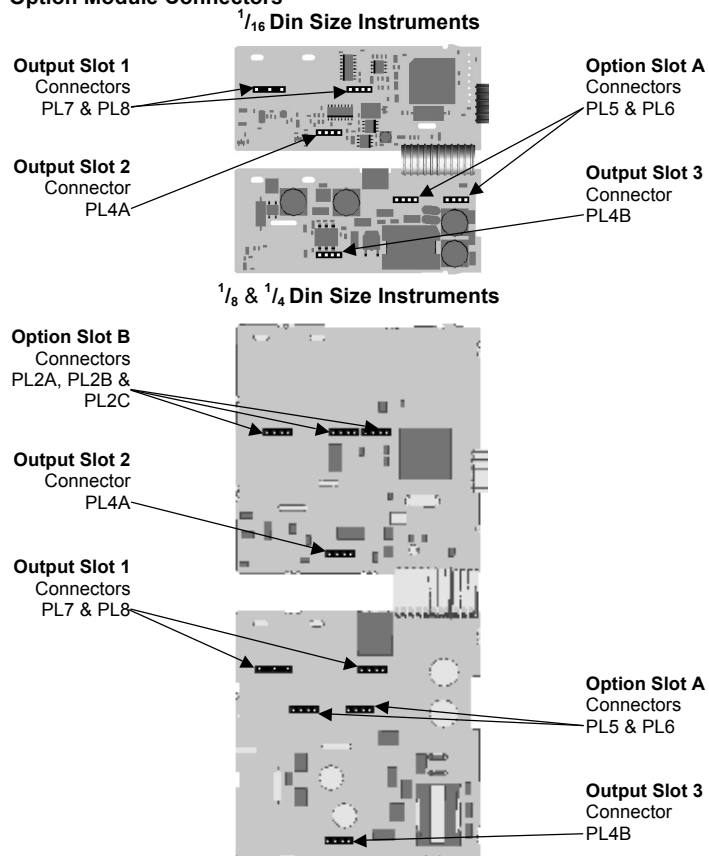 Option Module Connectors
1/16 Din Size Instruments
Output Slot 1
Connectors
PL7 & PL8
Output Slot 2
Connector
PL4A
Option Slot A
Connectors
PL5 & PL6
Output Slot 3
Connector
PL4B
1/8 & 1/4 Din Size Instruments
Option Slot B
Connectors
PL2A, PL2B &
PL2C
Output Slot 2
Connector
PL4A
Output Slot 1
Connectors
PL7 & PL8
Option Slot A
Connectors
PL5 & PL6
Output Slot 3
Connector
PL4B